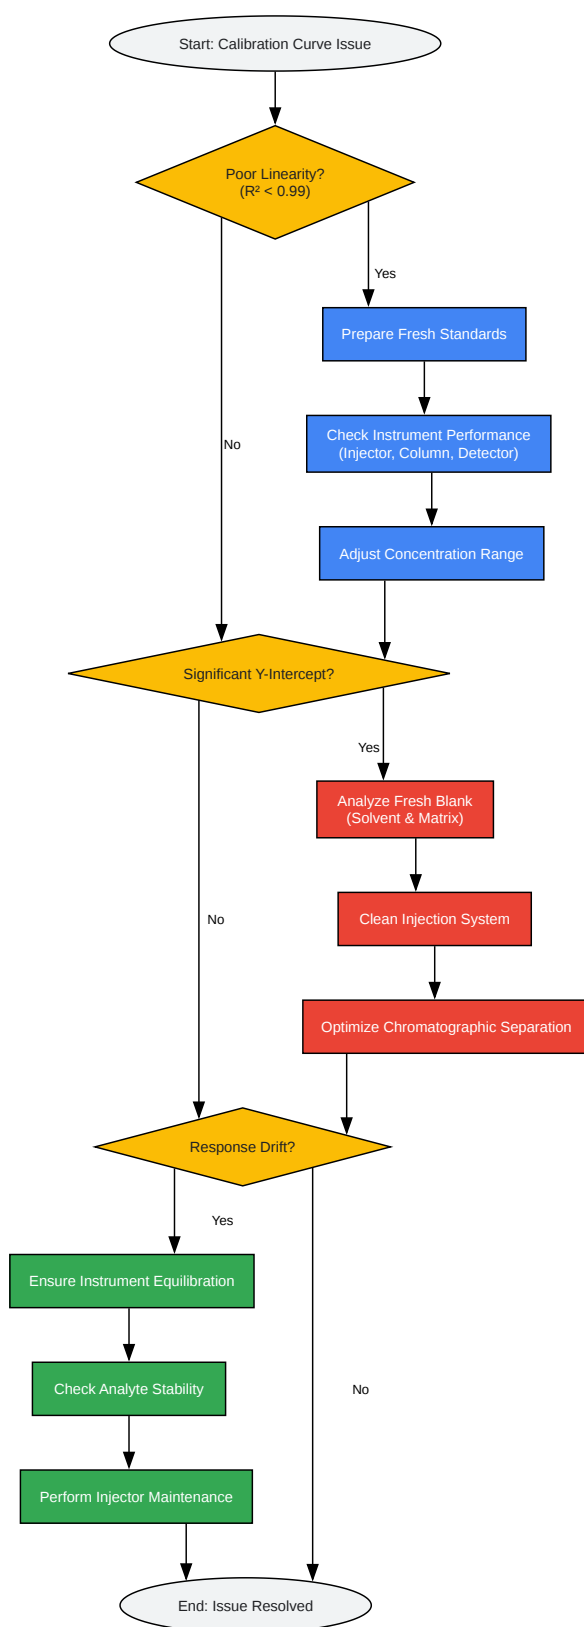 Start: Calibration Curve Issue
Poor Linearity?
(R² < 0.99)
Yes
Prepare Fresh Standards
Check Instrument Performance
(Injector, Column, Detector)
No
Adjust Concentration Range
Significant Y-Intercept?
Yes
Analyze Fresh Blank
(Solvent & Matrix)
Clean Injection System
No
Optimize Chromatographic Separation
Response Drift?
Yes
Ensure Instrument Equilibration
Check Analyte Stability
No
Perform Injector Maintenance
End: Issue Resolved